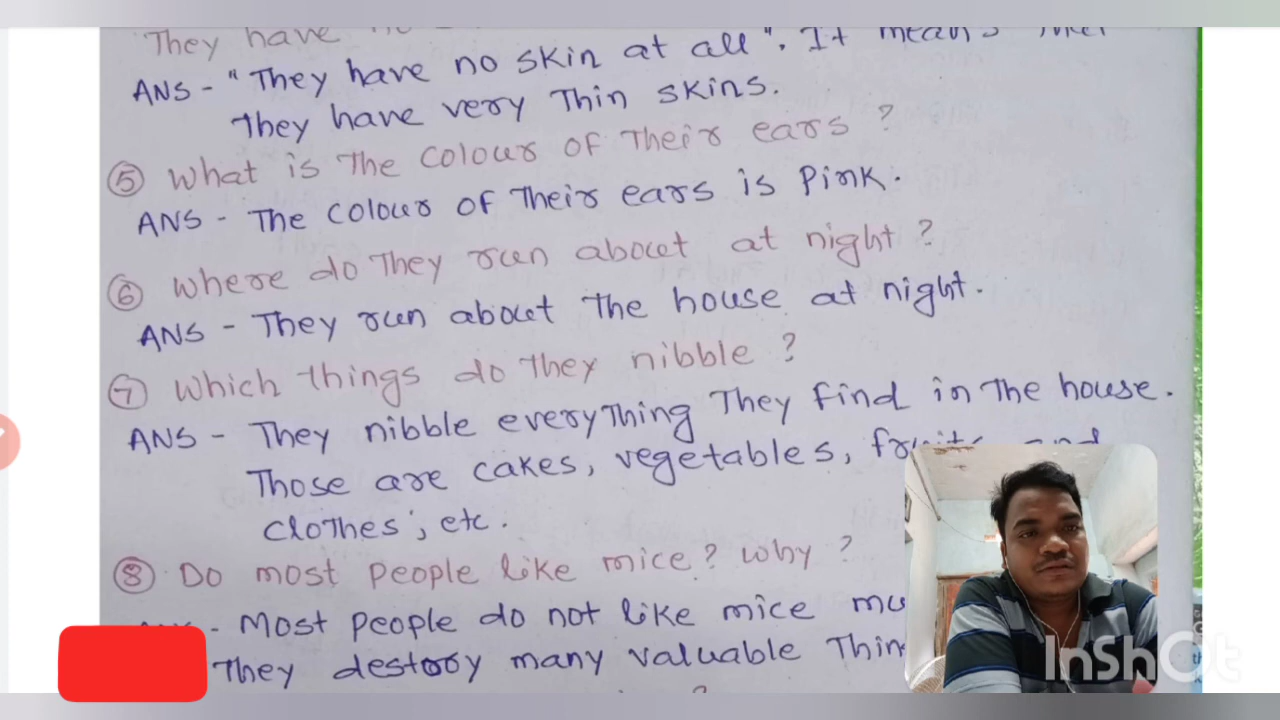 They have
ANS - "They have no skin at all". It means
They have very Thin skins.
⑤ What is The colour of Their ears ?
ANS - The colour of Their ears is Pink.
⑥ Where do They run about at night ?
ANS - They run about The house at night.
⑦ Which things do They nibble ?
ANS - They nibble everyThing They find in The house.
Those are cakes, vegetables, fruits and
cloThes, etc.
⑧ Do most people like mice? Why ?
- Most people do not like mice
They destroy many valuable
InShot